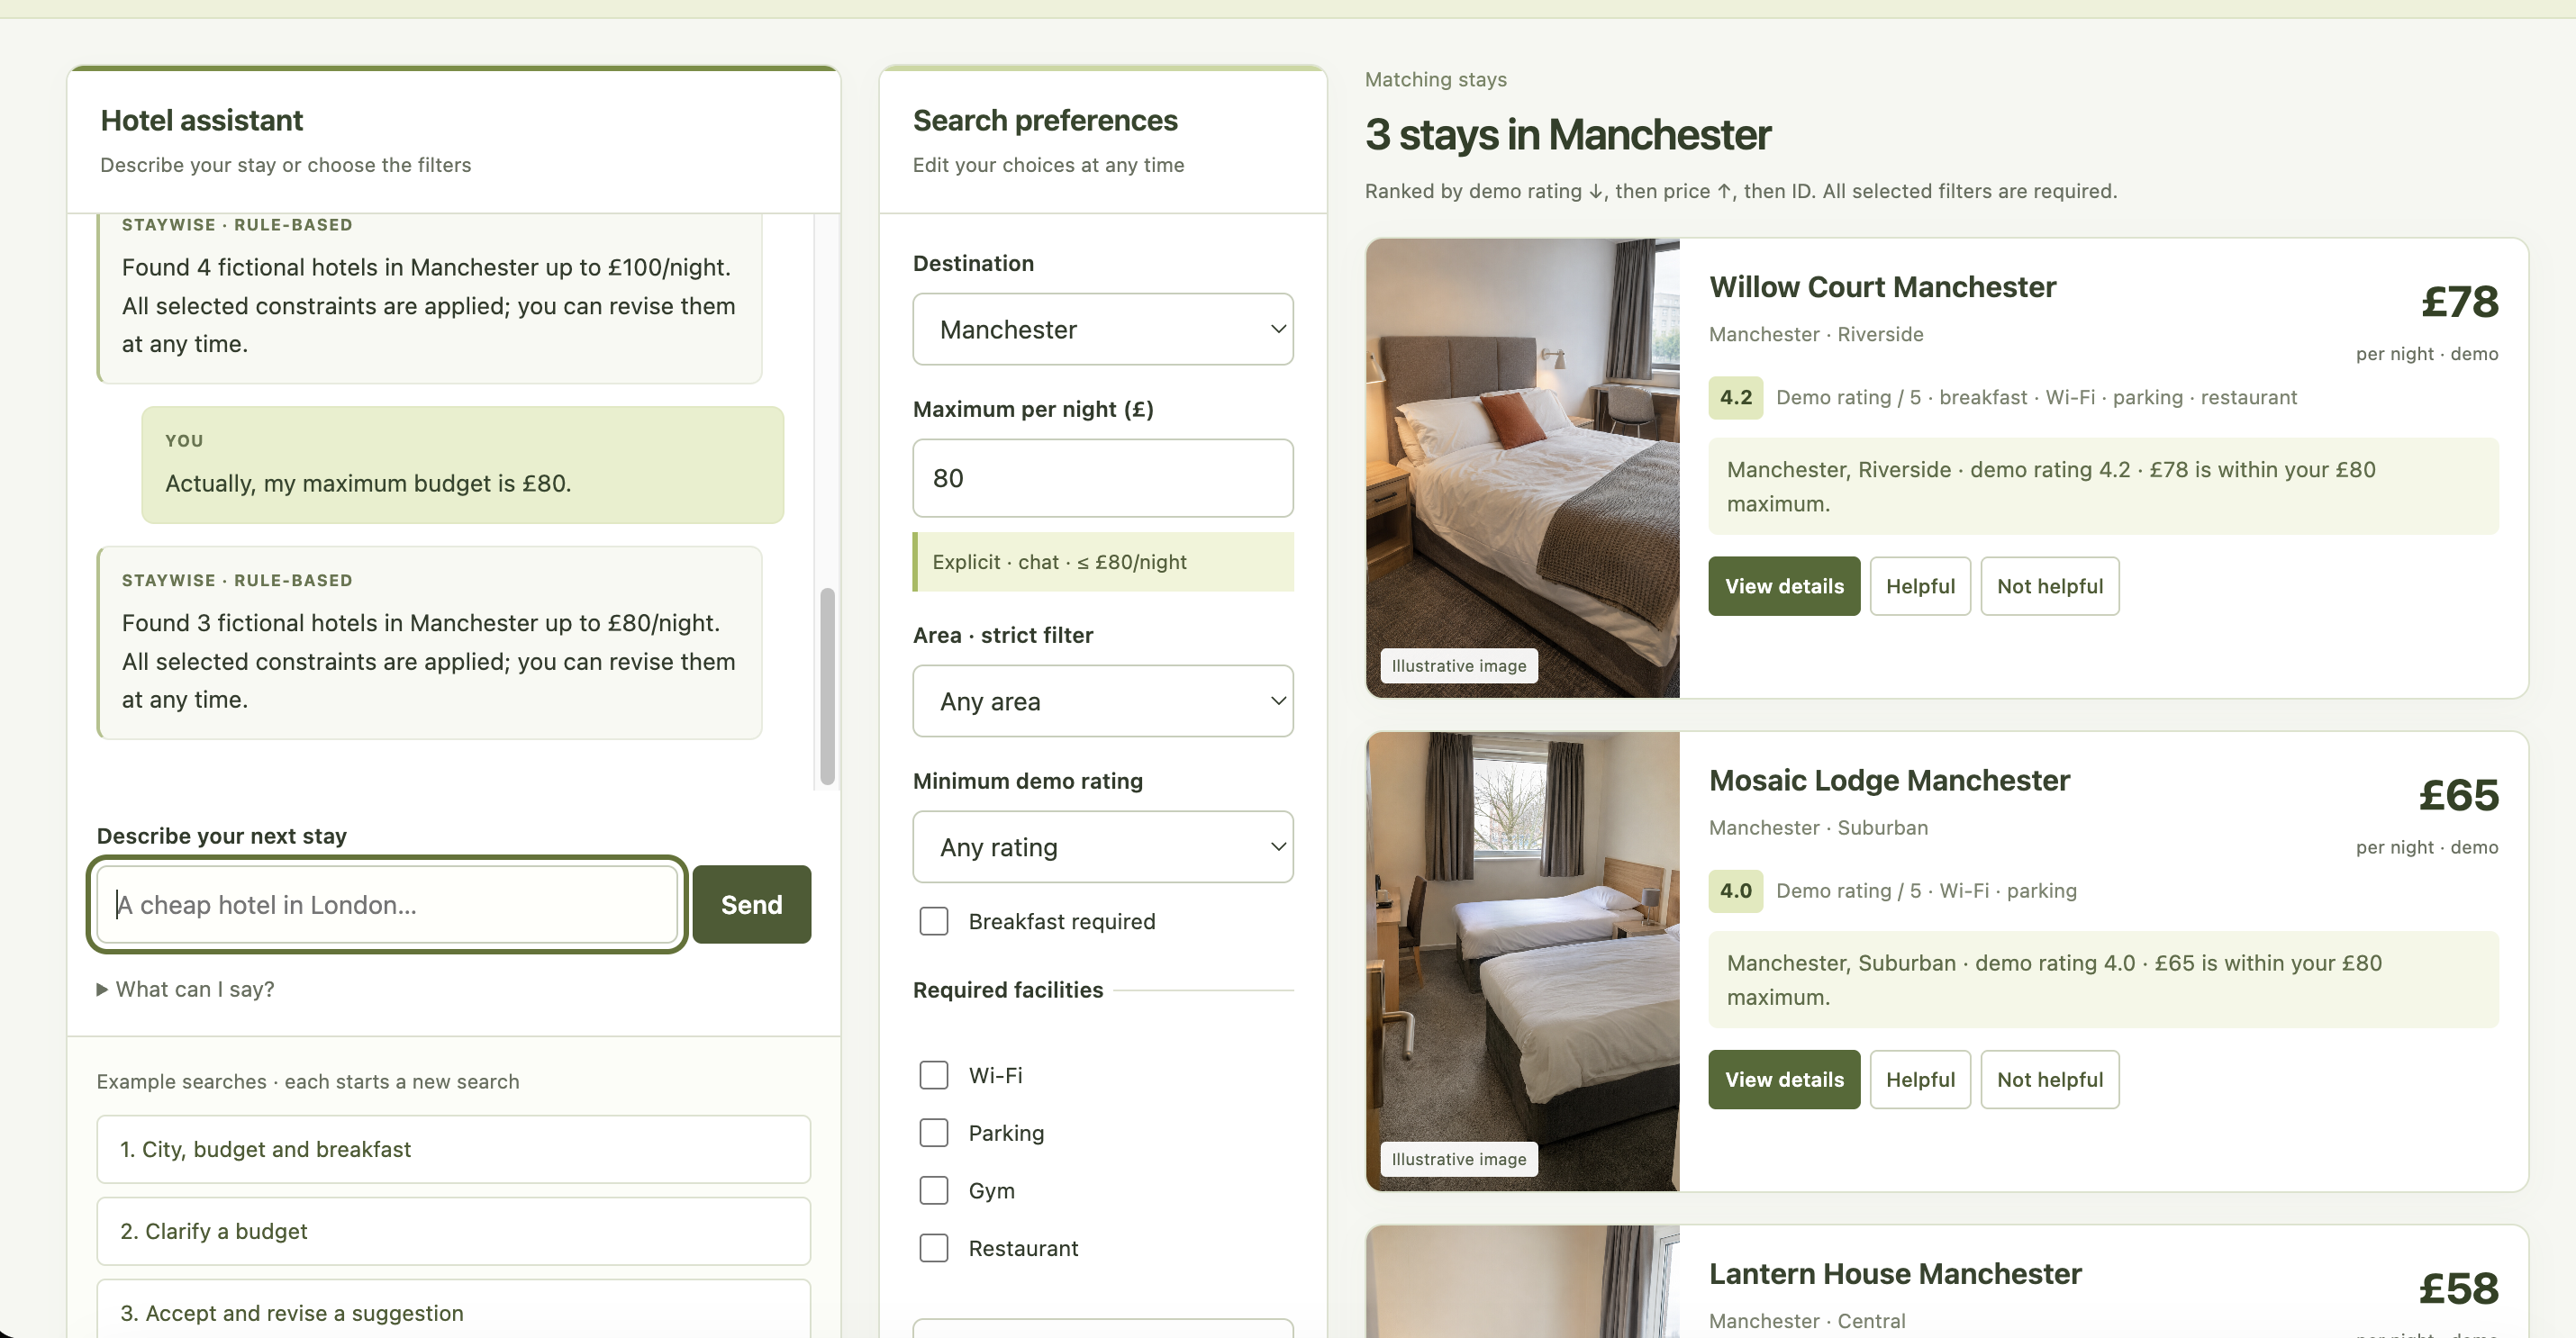 Hotel assistant
Describe your stay or choose the filters
STAYWISE · RULE-BASED
Found 4 fictional hotels in Manchester up to £100/night.
All selected constraints are applied; you can revise them
at any time.
YOU
Actually, my maximum budget is £80.
STAYWISE · RULE-BASED
Found 3 fictional hotels in Manchester up to £80/night.
All selected constraints are applied; you can revise them
at any time.
Describe your next stay
A cheap hotel in London...
Send
▶ What can I say?
Example searches · each starts a new search
1. City, budget and breakfast
2. Clarify a budget
3. Accept and revise a suggestion
Search preferences
Edit your choices at any time
Destination
Manchester
Maximum per night (£)
80
Explicit · chat · ≤ £80/night
Area · strict filter
Any area
Minimum demo rating
Any rating
Breakfast required
Required facilities
Wi-Fi
Parking
Gym
Restaurant
Matching stays
3 stays in Manchester
Ranked by demo rating ↓, then price ↑, then ID. All selected filters are required.
Illustrative image
Willow Court Manchester
£78
Manchester · Riverside
per night · demo
4.2 Demo rating / 5 · breakfast · Wi-Fi · parking · restaurant
Manchester, Riverside · demo rating 4.2 · £78 is within your £80
maximum.
View details Helpful Not helpful
Illustrative image
Mosaic Lodge Manchester
£65
Manchester · Suburban
per night · demo
4.0 Demo rating / 5 · Wi-Fi · parking
Manchester, Suburban · demo rating 4.0 · £65 is within your £80
maximum.
View details Helpful Not helpful
Lantern House Manchester
£58
Manchester · Central
per night · demo